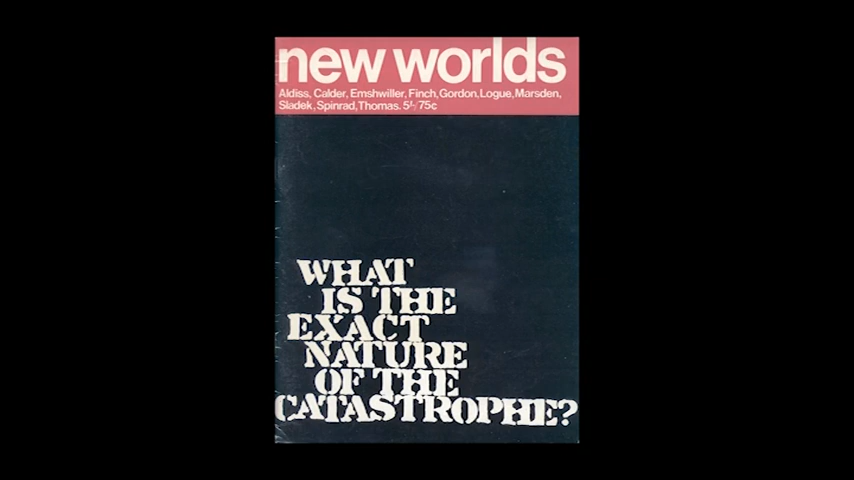 new worlds
Aldiss, Calder, Emshwiller, Finch, Gordon, Logue, Marsden,
Sladek, Spinrad, Thomas. 5/ 75c
WHAT
IS THE
EXACT
NATURE
OF THE
CATASTROPHE?